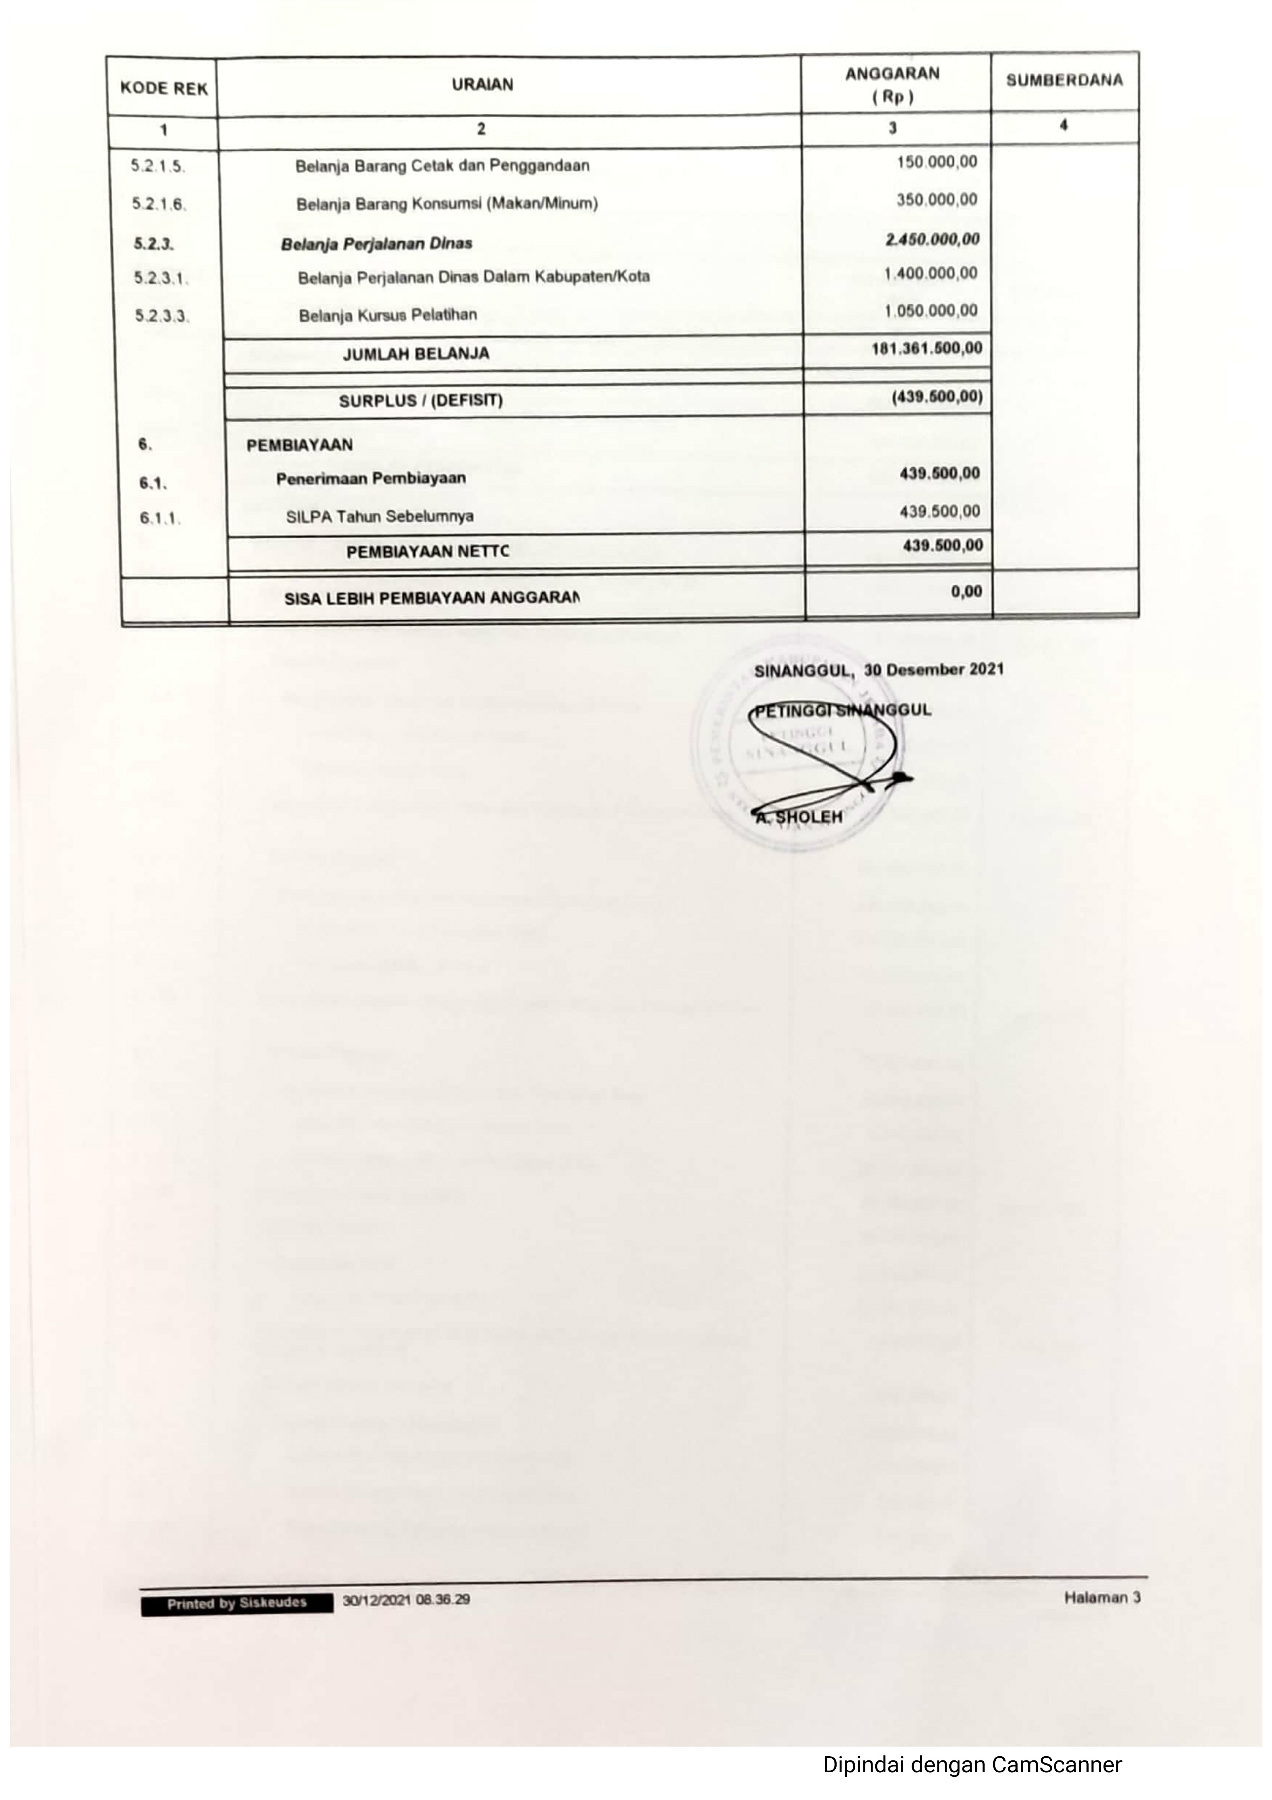 KODE REK URAIAN ANGGARAN ( Rp ) SUMBERDANA
1 2 3 4
5.2.1.5. Belanja Barang Cetak dan Penggandaan 150.000,00
5.2.1.6. Belanja Barang Konsumsi (Makan/Minum) 350.000,00
5.2.3. Belanja Perjalanan Dinas 2.450.000,00
5.2.3.1. Belanja Perjalanan Dinas Dalam Kabupaten/Kota 1.400.000,00
5.2.3.3. Belanja Kursus Pelatihan 1.050.000,00
JUMLAH BELANJA 181.361.500,00
SURPLUS / (DEFISIT) (439.500,00)
6. PEMBIAYAAN
6.1. Penerimaan Pembiayaan 439.500,00
6.1.1. SILPA Tahun Sebelumnya 439.500,00
PEMBIAYAAN NETTC 439.500,00
SISA LEBIH PEMBIAYAAN ANGGARAN 0,00
SINANGGUL, 30 Desember 2021
PETINGGI SINANGGUL
PETINGGI
SINANGGUL
A. SHOLEH
Printed by Siskeudes 30/12/2021 08.36.29 Halaman 3
Dipindai dengan CamScanner